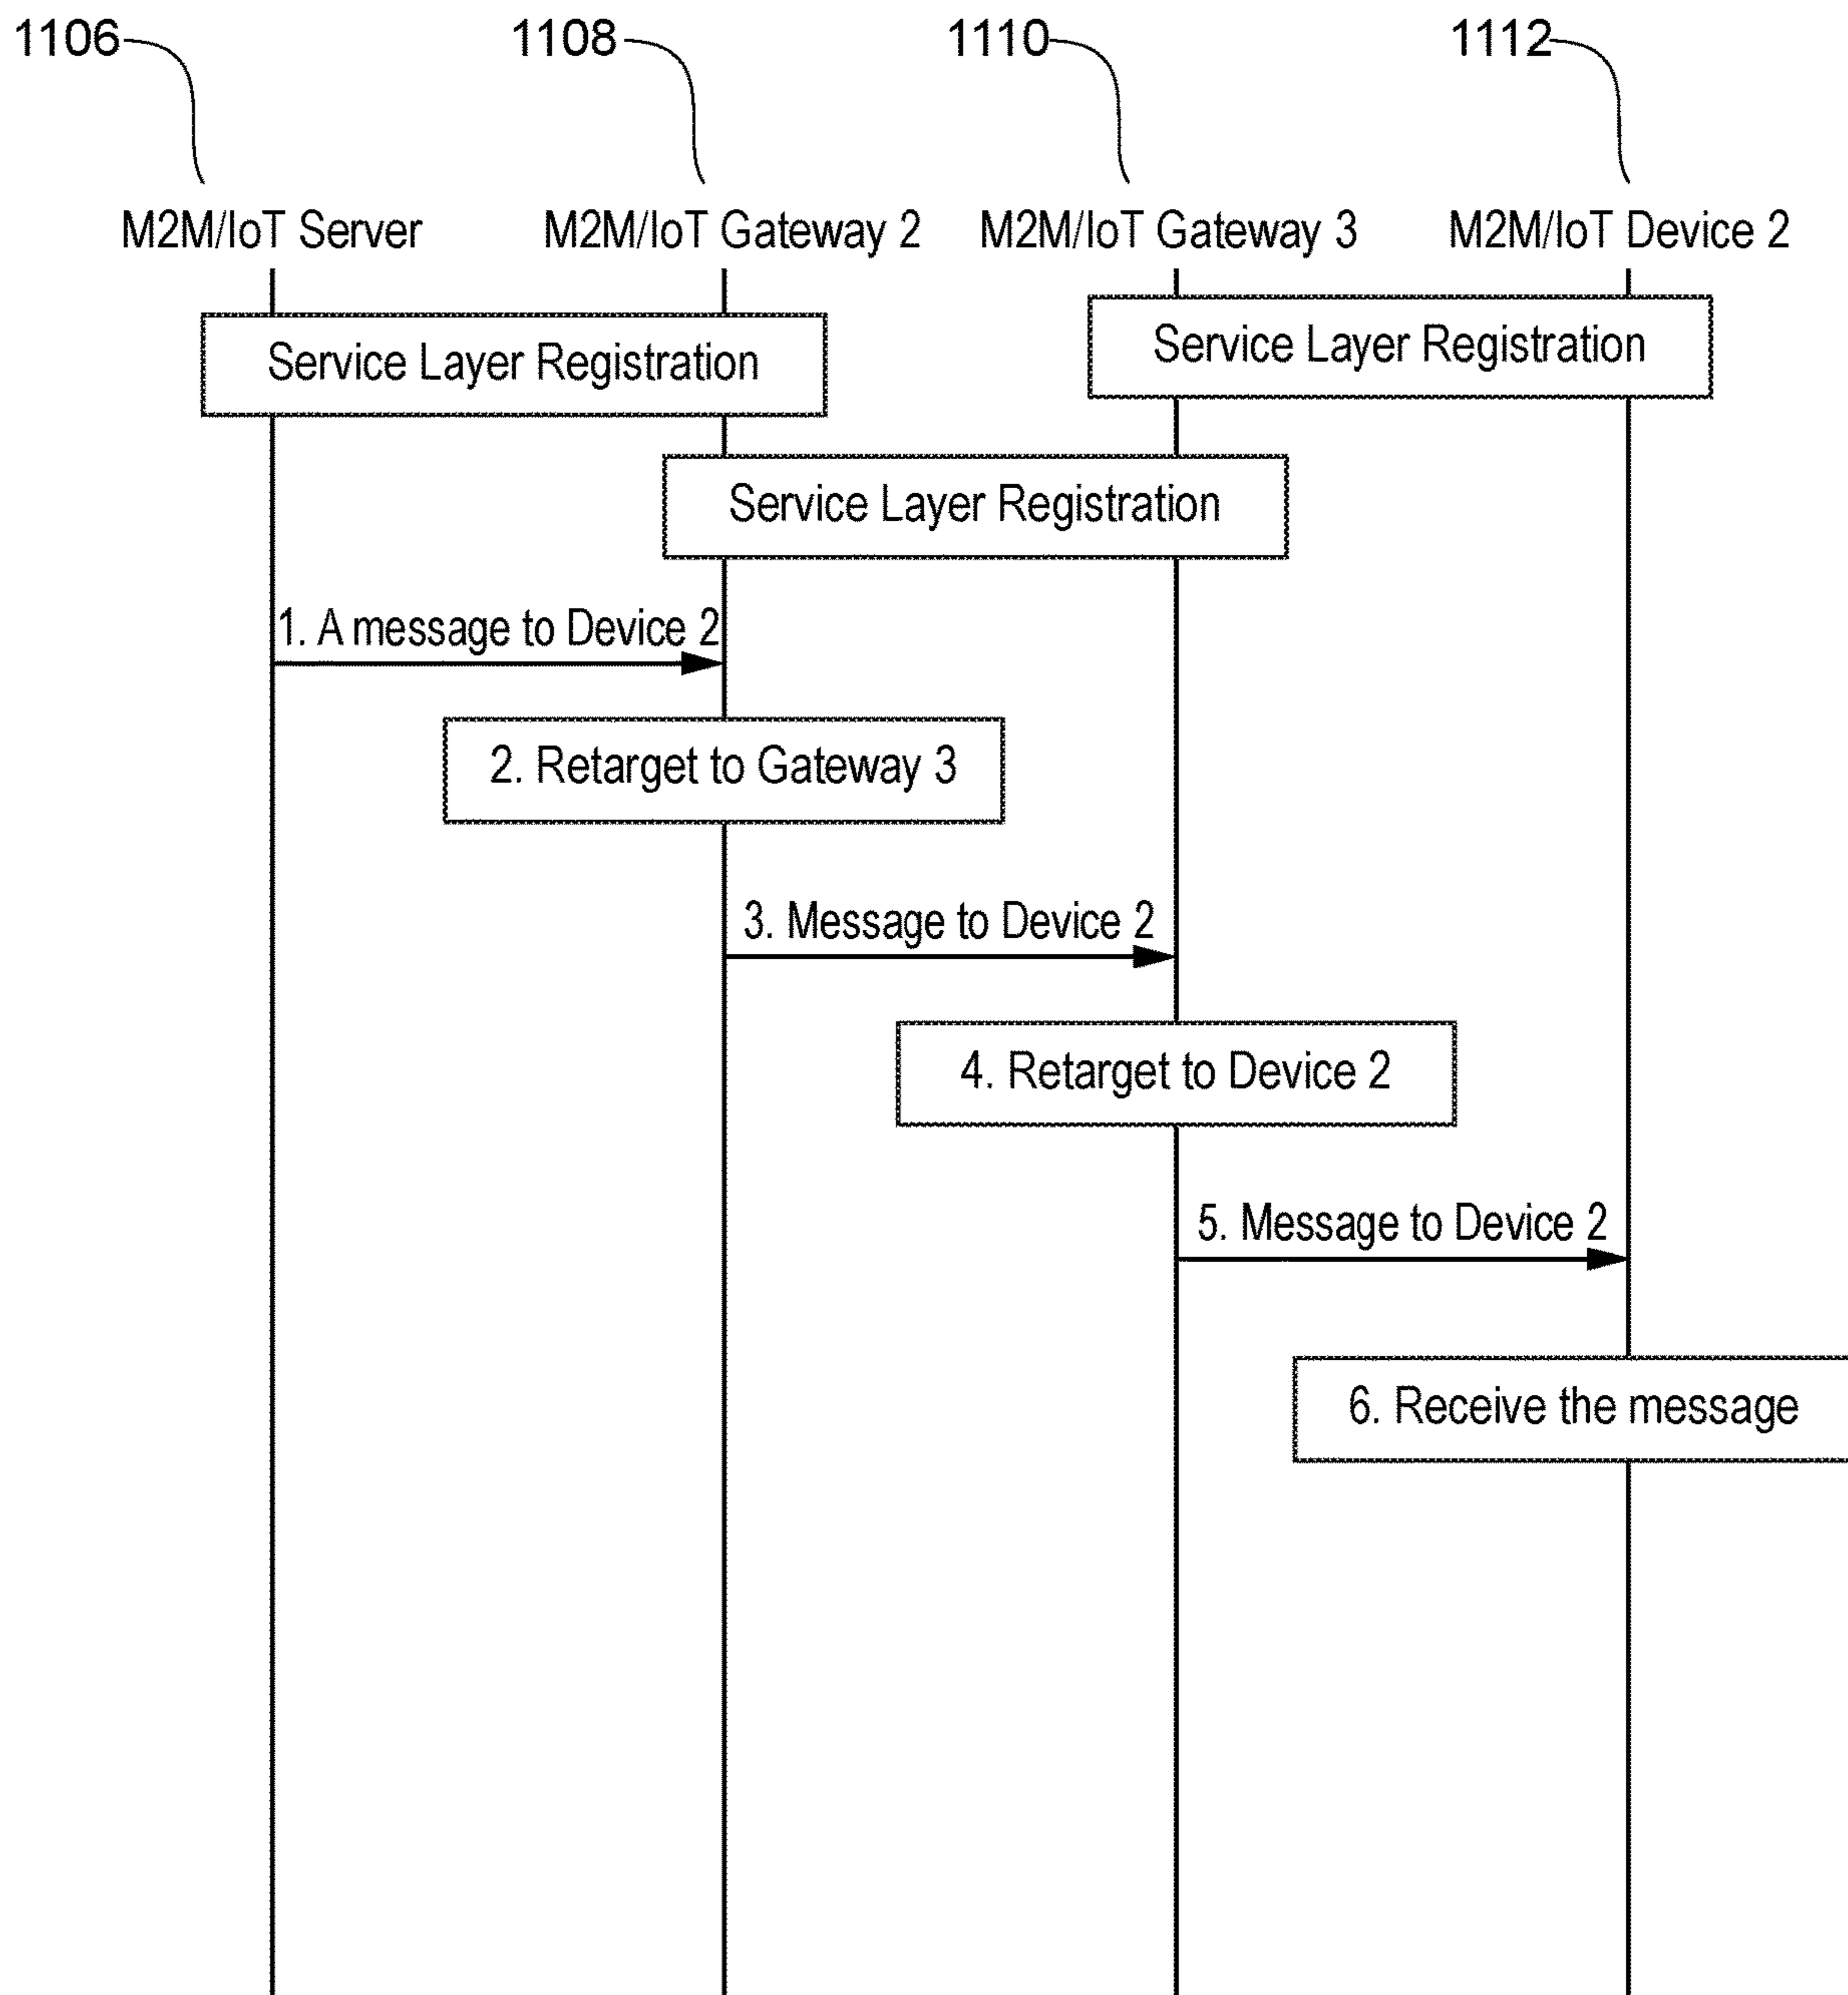 1106
1108
1110
1112
M2M/IoT Server
M2M/IoT Gateway 2
M2M/IoT Gateway 3
M2M/IoT Device 2
Service Layer Registration
Service Layer Registration
Service Layer Registration
1. A message to Device 2
2. Retarget to Gateway 3
3. Message to Device 2
4. Retarget to Device 2
5. Message to Device 2
6. Receive the message